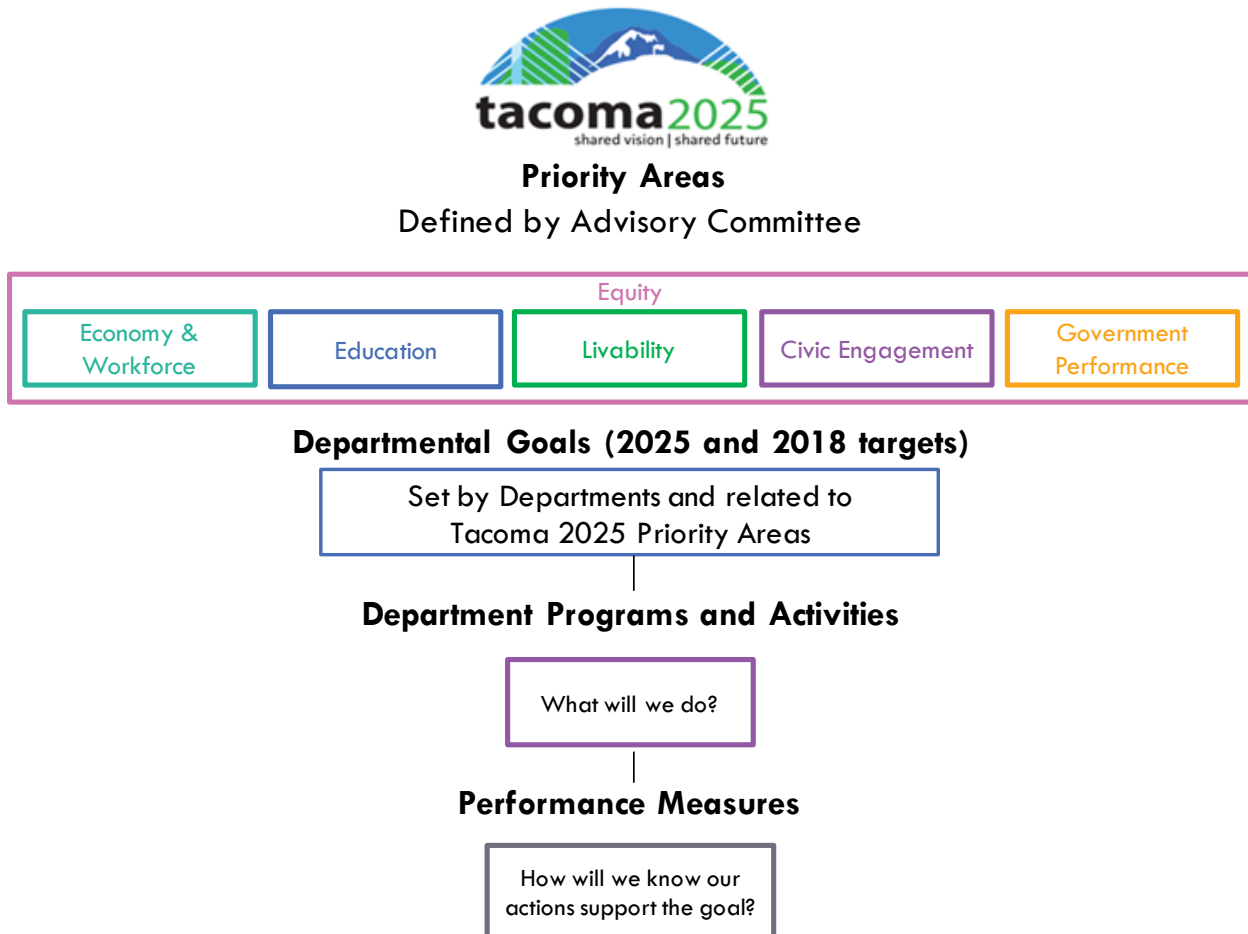 tacoma2025
shared vision | shared future
Priority Areas
Defined by Advisory Committee
Equity
Economy &
Workforce
Education
Livability
Civic Engagement
Government
Performance
Departmental Goals (2025 and 2018 targets)
Set by Departments and related to
Tacoma 2025 Priority Areas
Department Programs and Activities
What will we do?
Performance Measures
How will we know our
actions support the goal?